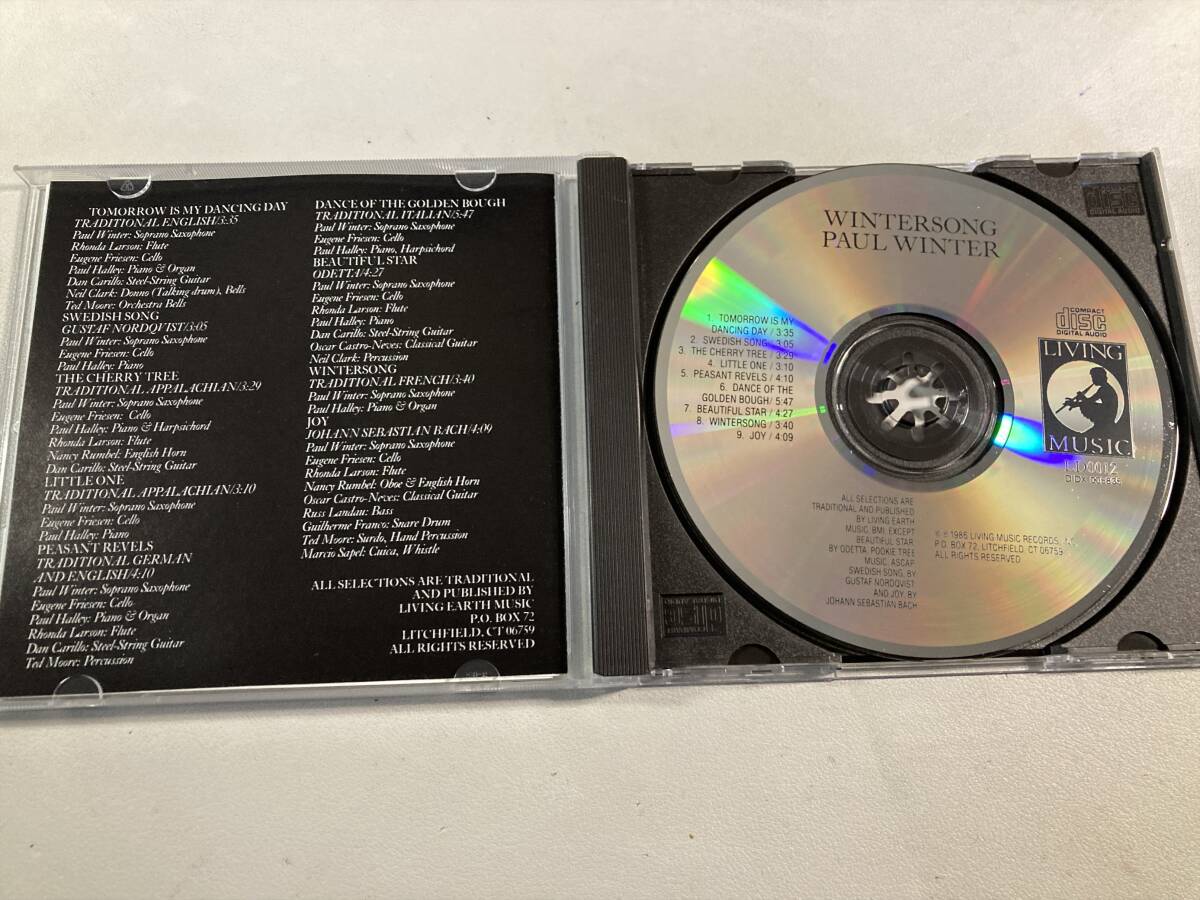 TOMORROW IS MY DANCING DAY
TRADITIONAL ENGLISH/3:35
Paul Winter: Soprano Saxophone
Rhonda Larson: Flute
Eugene Friesen: Cello
Paul Halley: Piano & Organ
Dan Carillo: Steel-String Guitar
Neil Clark: Donno (Talking drum), Bells
Ted Moore: Orchestra Bells
SWEDISH SONG
GUSTAF NORDQVIST/3:05
Paul Winter: Soprano Saxophone
Eugene Friesen: Cello
Paul Halley: Piano
THE CHERRY TREE
TRADITIONAL APPALACHIAN/3:29
Paul Winter: Soprano Saxophone
Eugene Friesen: Cello
Paul Halley: Piano & Harpsichord
Rhonda Larson: Flute
Nancy Rumbel: English Horn
Dan Carillo: Steel-String Guitar
LITTLE ONE
TRADITIONAL APPALACHIAN/3:10
Paul Winter: Soprano Saxophone
Eugene Friesen: Cello
Paul Halley: Piano
PEASANT REVELS
TRADITIONAL GERMAN
AND ENGLISH/4:10
Paul Winter: Soprano Saxophone
Eugene Friesen: Cello
Paul Halley: Piano & Organ
Rhonda Larson: Flute
Dan Carillo: Steel-String Guitar
Ted Moore: Percussion
DANCE OF THE GOLDEN BOUGH
TRADITIONAL ITALIAN/5:47
Paul Winter: Soprano Saxophone
Eugene Friesen: Cello
Paul Halley: Piano, Harpsichord
BEAUTIFUL STAR
ODETTA/4:27
Paul Winter: Soprano Saxophone
Eugene Friesen: Cello
Rhonda Larson: Flute
Paul Halley: Piano
Dan Carillo: Steel-String Guitar
Oscar Castro-Neves: Classical Guitar
Neil Clark: Percussion
WINTERSONG
TRADITIONAL FRENCH/3:40
Paul Winter: Soprano Saxophone
Paul Halley: Piano & Organ
JOY
JOHANN SEBASTIAN BACH/4:09
Paul Winter: Soprano Saxophone
Eugene Friesen: Cello
Rhonda Larson: Flute
Nancy Rumbel: Oboe & English Horn
Oscar Castro-Neves: Classical Guitar
Russ Landau: Bass
Guilherme Franco: Snare Drum
Ted Moore: Surdo, Hand Percussion
Marcio Sapel: Cuica, Whistle
ALL SELECTIONS ARE TRADITIONAL
AND PUBLISHED BY
LIVING EARTH MUSIC
P.O. BOX 72
LITCHFIELD, CT 06759
ALL RIGHTS RESERVED
WINTERSONG
PAUL WINTER
1. TOMORROW IS MY
DANCING DAY / 3:35
2. SWEDISH SONG / 3:05
3. THE CHERRY TREE / 3:29
4. LITTLE ONE / 3:10
5. PEASANT REVELS / 4:10
6. DANCE OF THE
GOLDEN BOUGH / 5:47
7. BEAUTIFUL STAR / 4:27
8. WINTERSONG / 3:40
9. JOY / 4:09
COMPACT
disc
DIGITAL AUDIO
LIVING
MUSIC
ALL SELECTIONS ARE
TRADITIONAL AND PUBLISHED
BY LIVING EARTH
MUSIC, BMI, EXCEPT
BEAUTIFUL STAR
BY ODETTA, POOKIE TREE
MUSIC, ASCAP
SWEDISH SONG, BY
GUSTAF NORDQVIST
AND JOY, BY
JOHANN SEBASTIAN BACH
© ℗ 1986 LIVING MUSIC RECORDS,
P.O. BOX 72, LITCHFIELD, CT 06759
ALL RIGHTS RESERVED
disc
DIGITAL AUDIO